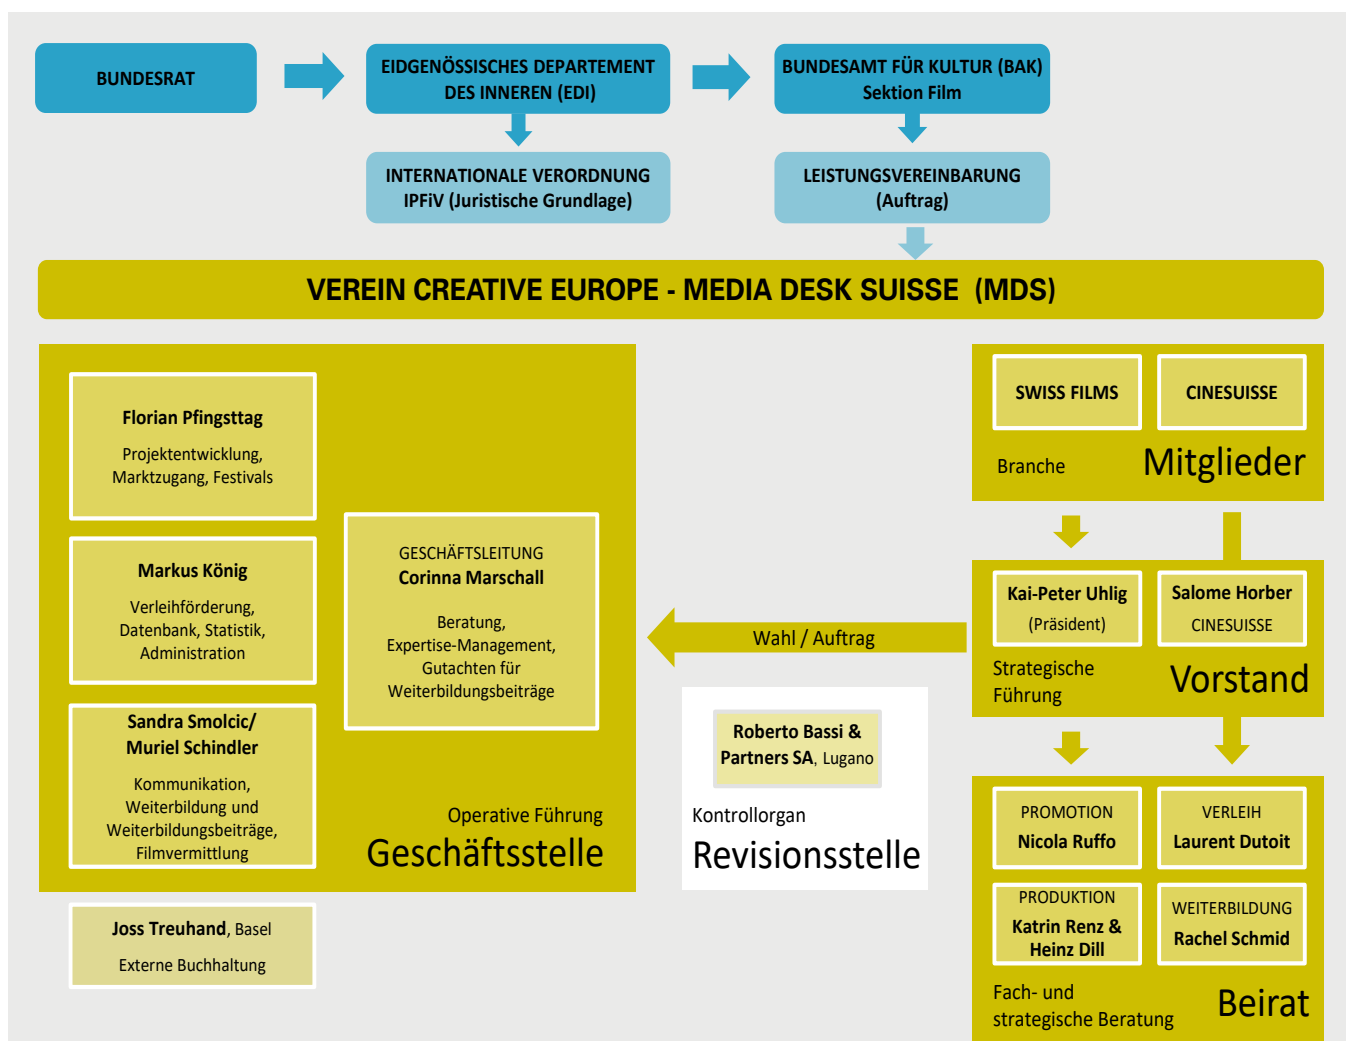 BUNDESRAT
EIDGENÖSSISCHES DEPARTEMENT
DES INNEREN (EDI)
BUNDESAMT FÜR KULTUR (BAK)
Sektion Film
INTERNATIONALE VERORDNUNG
IPFiV (Juristische Grundlage)
LEISTUNGSVEREINBARUNG
(Auftrag)
VEREIN CREATIVE EUROPE - MEDIA DESK SUISSE (MDS)
Florian Pfingsttag
Projektentwicklung,
Marktzugang, Festivals
Markus König
Verleihförderung,
Datenbank, Statistik,
Administration
Sandra Smolcic/
Muriel Schindler
Kommunikation,
Weiterbildung und
Weiterbildungsbeiträge,
Filmvermittlung
GESCHÄFTSLEITUNG
Corinna Marschall
Beratung,
Expertise-Management,
Gutachten für
Weiterbildungsbeiträge
Operative Führung
Geschäftsstelle
Joss Treuhand, Basel
Externe Buchhaltung
Wahl / Auftrag
Roberto Bassi &
Partners SA, Lugano
Kontrollorgan
Revisionsstelle
SWISS FILMS
CINESUISSE
Branche
Mitglieder
Kai-Peter Uhlig
(Präsident)
Salome Horber
CINESUISSE
Strategische
Führung
Vorstand
PROMOTION
Nicola Ruffo
VERLEIH
Laurent Dutoit
PRODUKTION
Katrin Renz &
Heinz Dill
WEITERBILDUNG
Rachel Schmid
Fach- und
strategische Beratung
Beirat